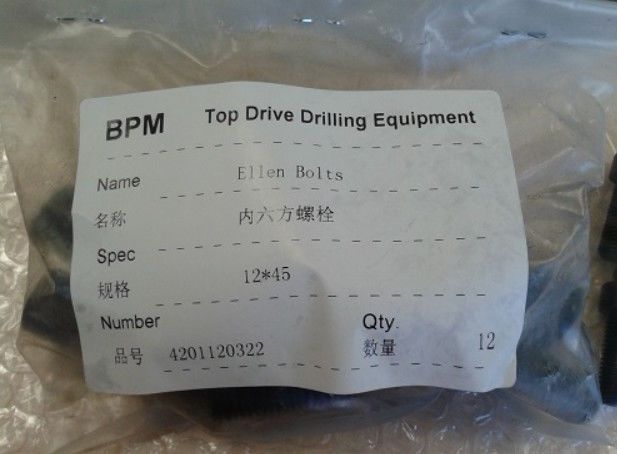 BPM Top Drive Drilling Equipment
Name Ellen Bolts
名称 内六方螺栓
Spec
规格 12*45
Number Qty.
品号 4201120322 数量 12